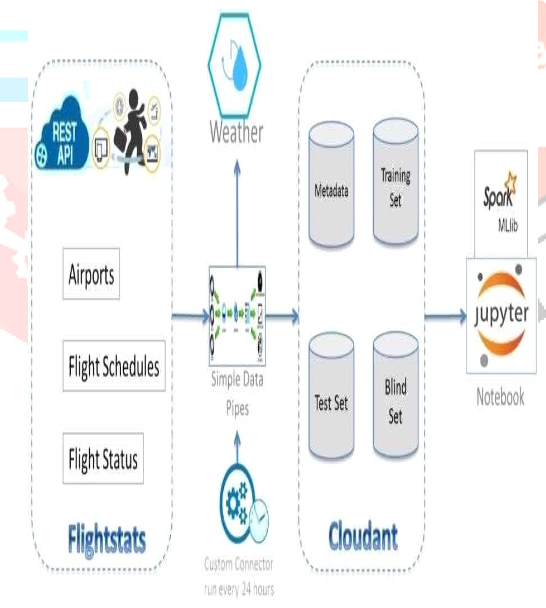 REST
API
Airports
Flight Schedules
Flight Status
Flightstats
Weather
Simple Data
Pipes
Custom Connector
run every 24 hours
Metadata
Training
Set
Test Set
Blind
Set
Cloudant
Spark
MLlib
jupyter
Notebook